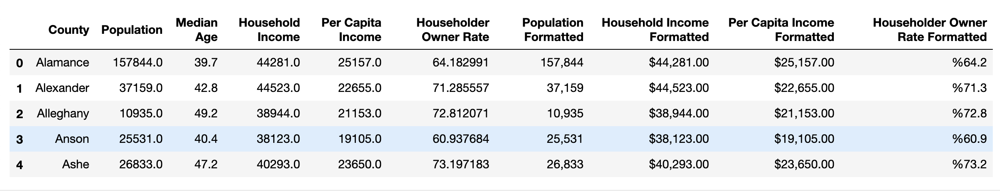 County Population Median Age Household Income Per Capita Income Householder Owner Rate Population Formatted Household Income Formatted Per Capita Income Formatted Householder Owner Rate Formatted
0 Alamance 157844.0 39.7 44281.0 25157.0 64.182991 157,844 $44,281.00 $25,157.00 %64.2
1 Alexander 37159.0 42.8 44523.0 22655.0 71.285557 37,159 $44,523.00 $22,655.00 %71.3
2 Alleghany 10935.0 49.2 38944.0 21153.0 72.812071 10,935 $38,944.00 $21,153.00 %72.8
3 Anson 25531.0 40.4 38123.0 19105.0 60.937684 25,531 $38,123.00 $19,105.00 %60.9
4 Ashe 26833.0 47.2 40293.0 23650.0 73.197183 26,833 $40,293.00 $23,650.00 %73.2